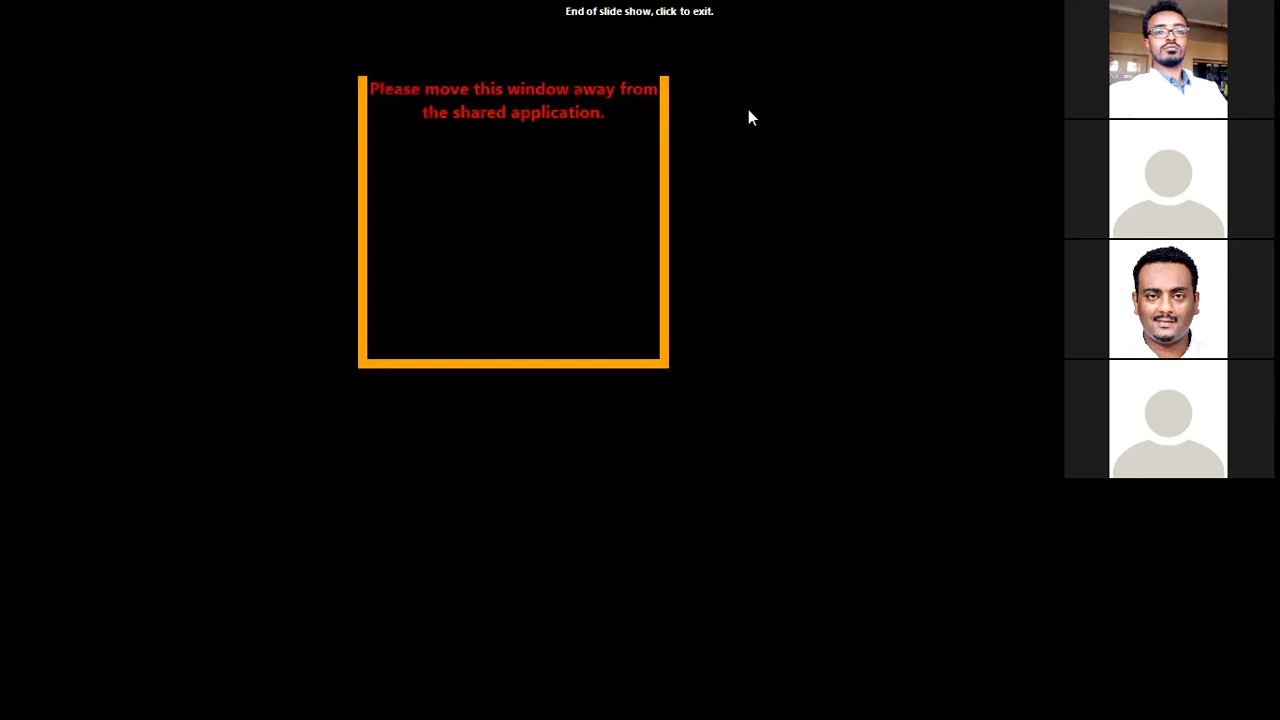 End of slide show, click to exit.
Please move this window away from
the shared application.